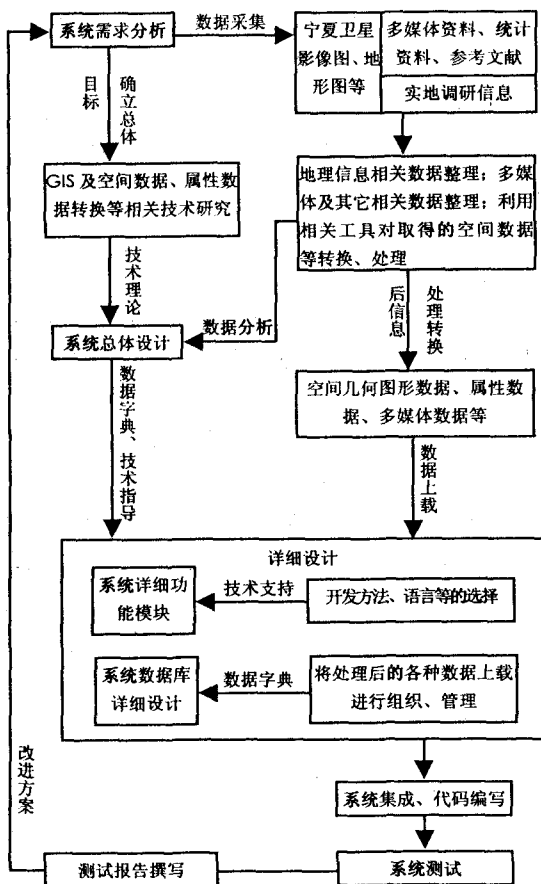 系统需求分析
数据采集
宁夏卫星
影像图、地
形图等
多媒体资料、统计
资料、参考文献
实地调研信息
确立总体
目标
GIS及空间数据、属性数
据转换等相关技术研究
地理信息相关数据整理；多媒
体及其它相关数据整理；利用
相关工具对取得的空间数据
等转换、处理
技术理论
数据分析
处理转换
后信息
系统总体设计
空间几何图形数据、属性数
据、多媒体数据等
数据字典、技术指导
数据上载
详细设计
系统详细功
能模块
技术支持
开发方法、语言等的选择
系统数据库
详细设计
数据字典
将处理后的各种数据上载
进行组织、管理
改进方案
系统集成、代码编写
系统测试
测试报告撰写